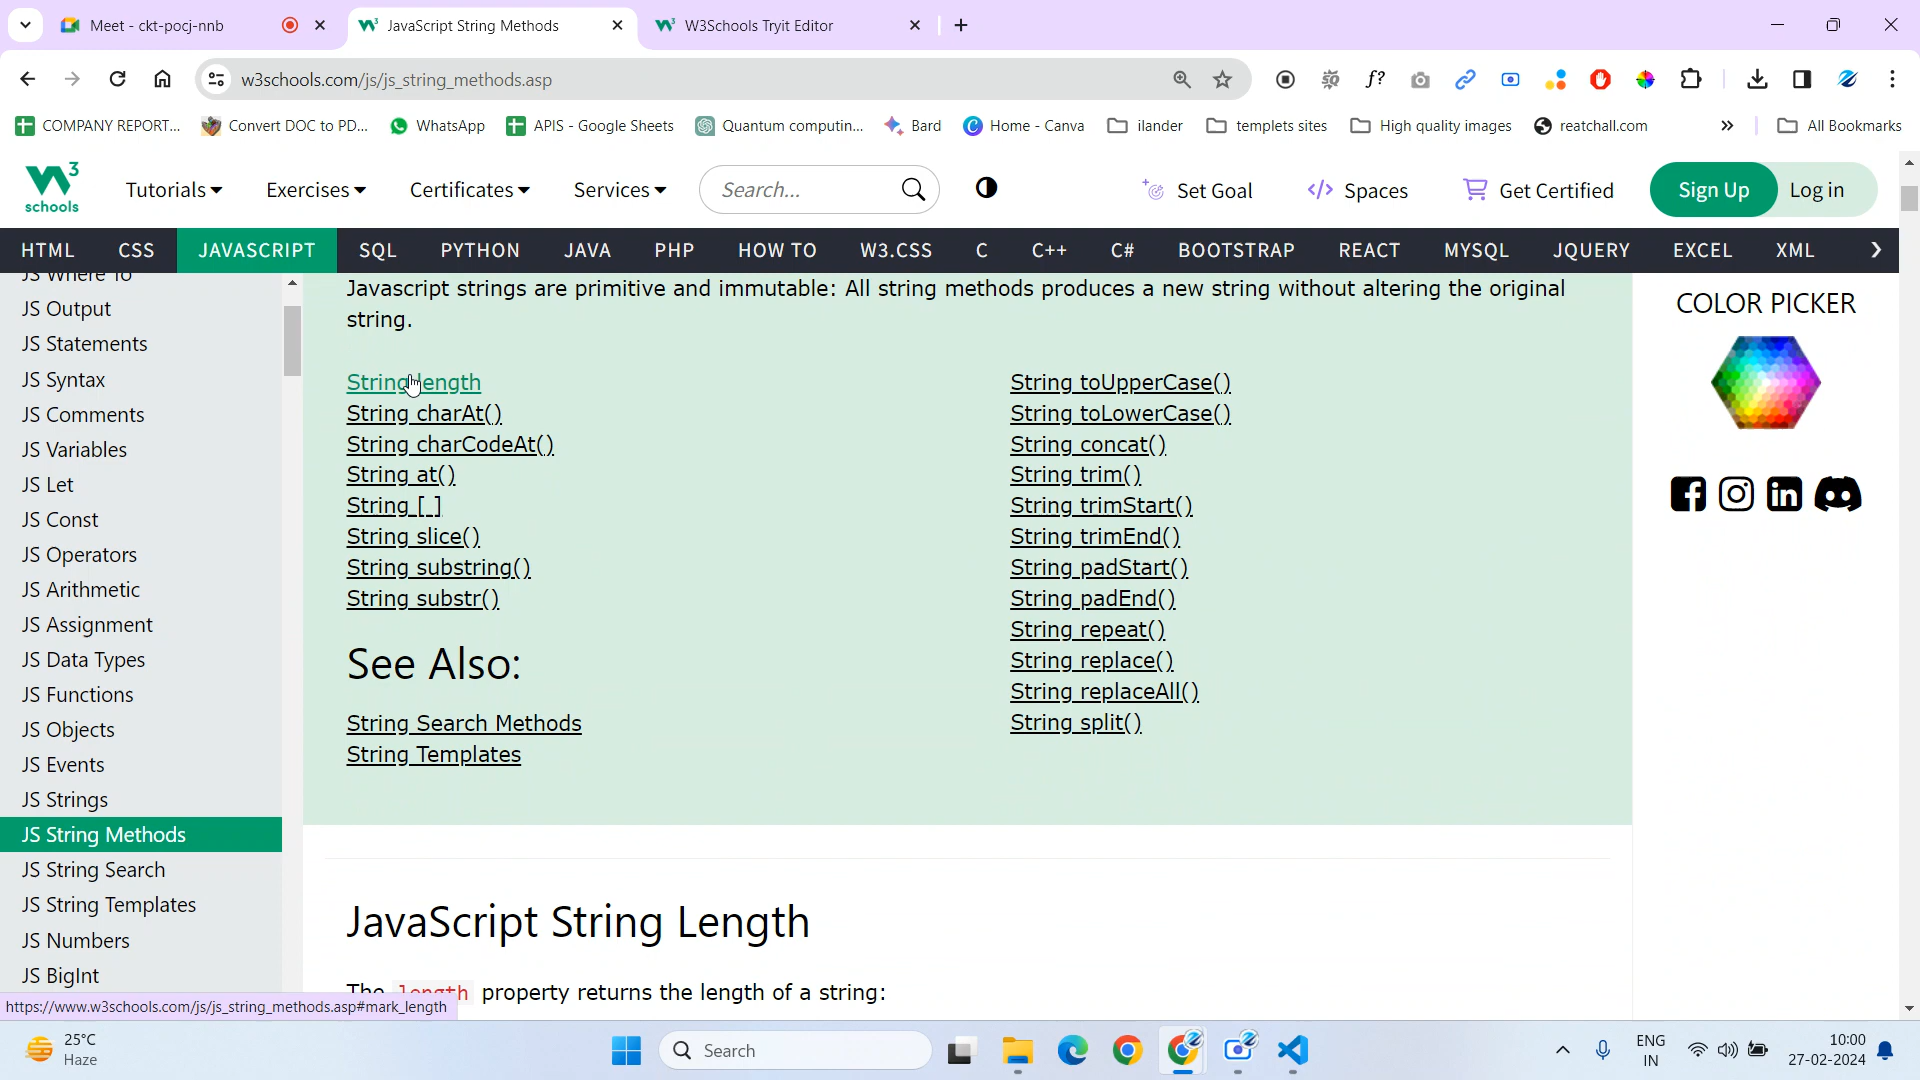 Meet - ckt-pocj-nnb
JavaScript String Methods
W3Schools Tryit Editor
w3schools.com/js/js_string_methods.asp
COMPANY REPORT...
Convert DOC to PD...
WhatsApp
APIS - Google Sheets
Quantum computin...
Bard
Home - Canva
ilander
templets sites
High quality images
reatchall.com
All Bookmarks
W3
schools
Tutorials
Exercises
Certificates
Services
Search...
Set Goal
Spaces
Get Certified
Sign Up
Log in
HTML
CSS
JAVASCRIPT
SQL
PYTHON
JAVA
PHP
HOW TO
W3.CSS
C
C++
C#
BOOTSTRAP
REACT
MYSQL
JQUERY
EXCEL
XML
JS Where To
JS Output
JS Statements
JS Syntax
JS Comments
JS Variables
JS Let
JS Const
JS Operators
JS Arithmetic
JS Assignment
JS Data Types
JS Functions
JS Objects
JS Events
JS Strings
JS String Methods
JS String Search
JS String Templates
JS Numbers
JS BigInt
Javascript strings are primitive and immutable: All string methods produces a new string without altering the original
string.
String length
String charAt()
String charCodeAt()
String at()
String [ ]
String slice()
String substring()
String substr()
See Also:
String Search Methods
String Templates
String toUpperCase()
String toLowerCase()
String concat()
String trim()
String trimStart()
String trimEnd()
String padStart()
String padEnd()
String repeat()
String replace()
String replaceAll()
String split()
JavaScript String Length
The length property returns the length of a string:
COLOR PICKER
https://www.w3schools.com/js/js_string_methods.asp#mark_length
25°C
Haze
Search
ENG
IN
10:00
27-02-2024